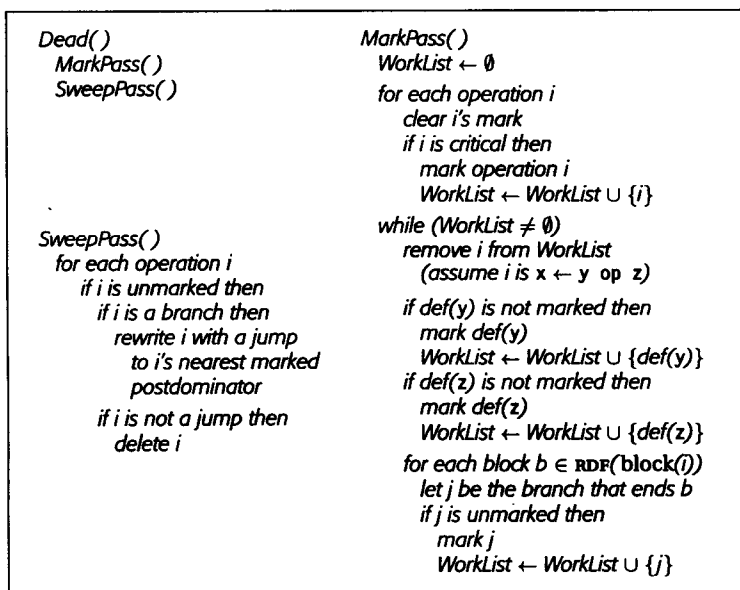 Dead( )
MarkPass( )
SweepPass( )
SweepPass( )
for each operation i
if i is unmarked then
if i is a branch then
rewrite i with a jump
to i's nearest marked
postdominator
if i is not a jump then
delete i
MarkPass( )
WorkList ← ∅
for each operation i
clear i's mark
if i is critical then
mark operation i
WorkList ← WorkList ∪ {i}
while (WorkList ≠ ∅)
remove i from WorkList
(assume i is x ← y op z)
if def(y) is not marked then
mark def(y)
WorkList ← WorkList ∪ {def(y)}
if def(z) is not marked then
mark def(z)
WorkList ← WorkList ∪ {def(z)}
for each block b ∈ RDF(block(i))
let j be the branch that ends b
if j is unmarked then
mark j
WorkList ← WorkList ∪ {j}